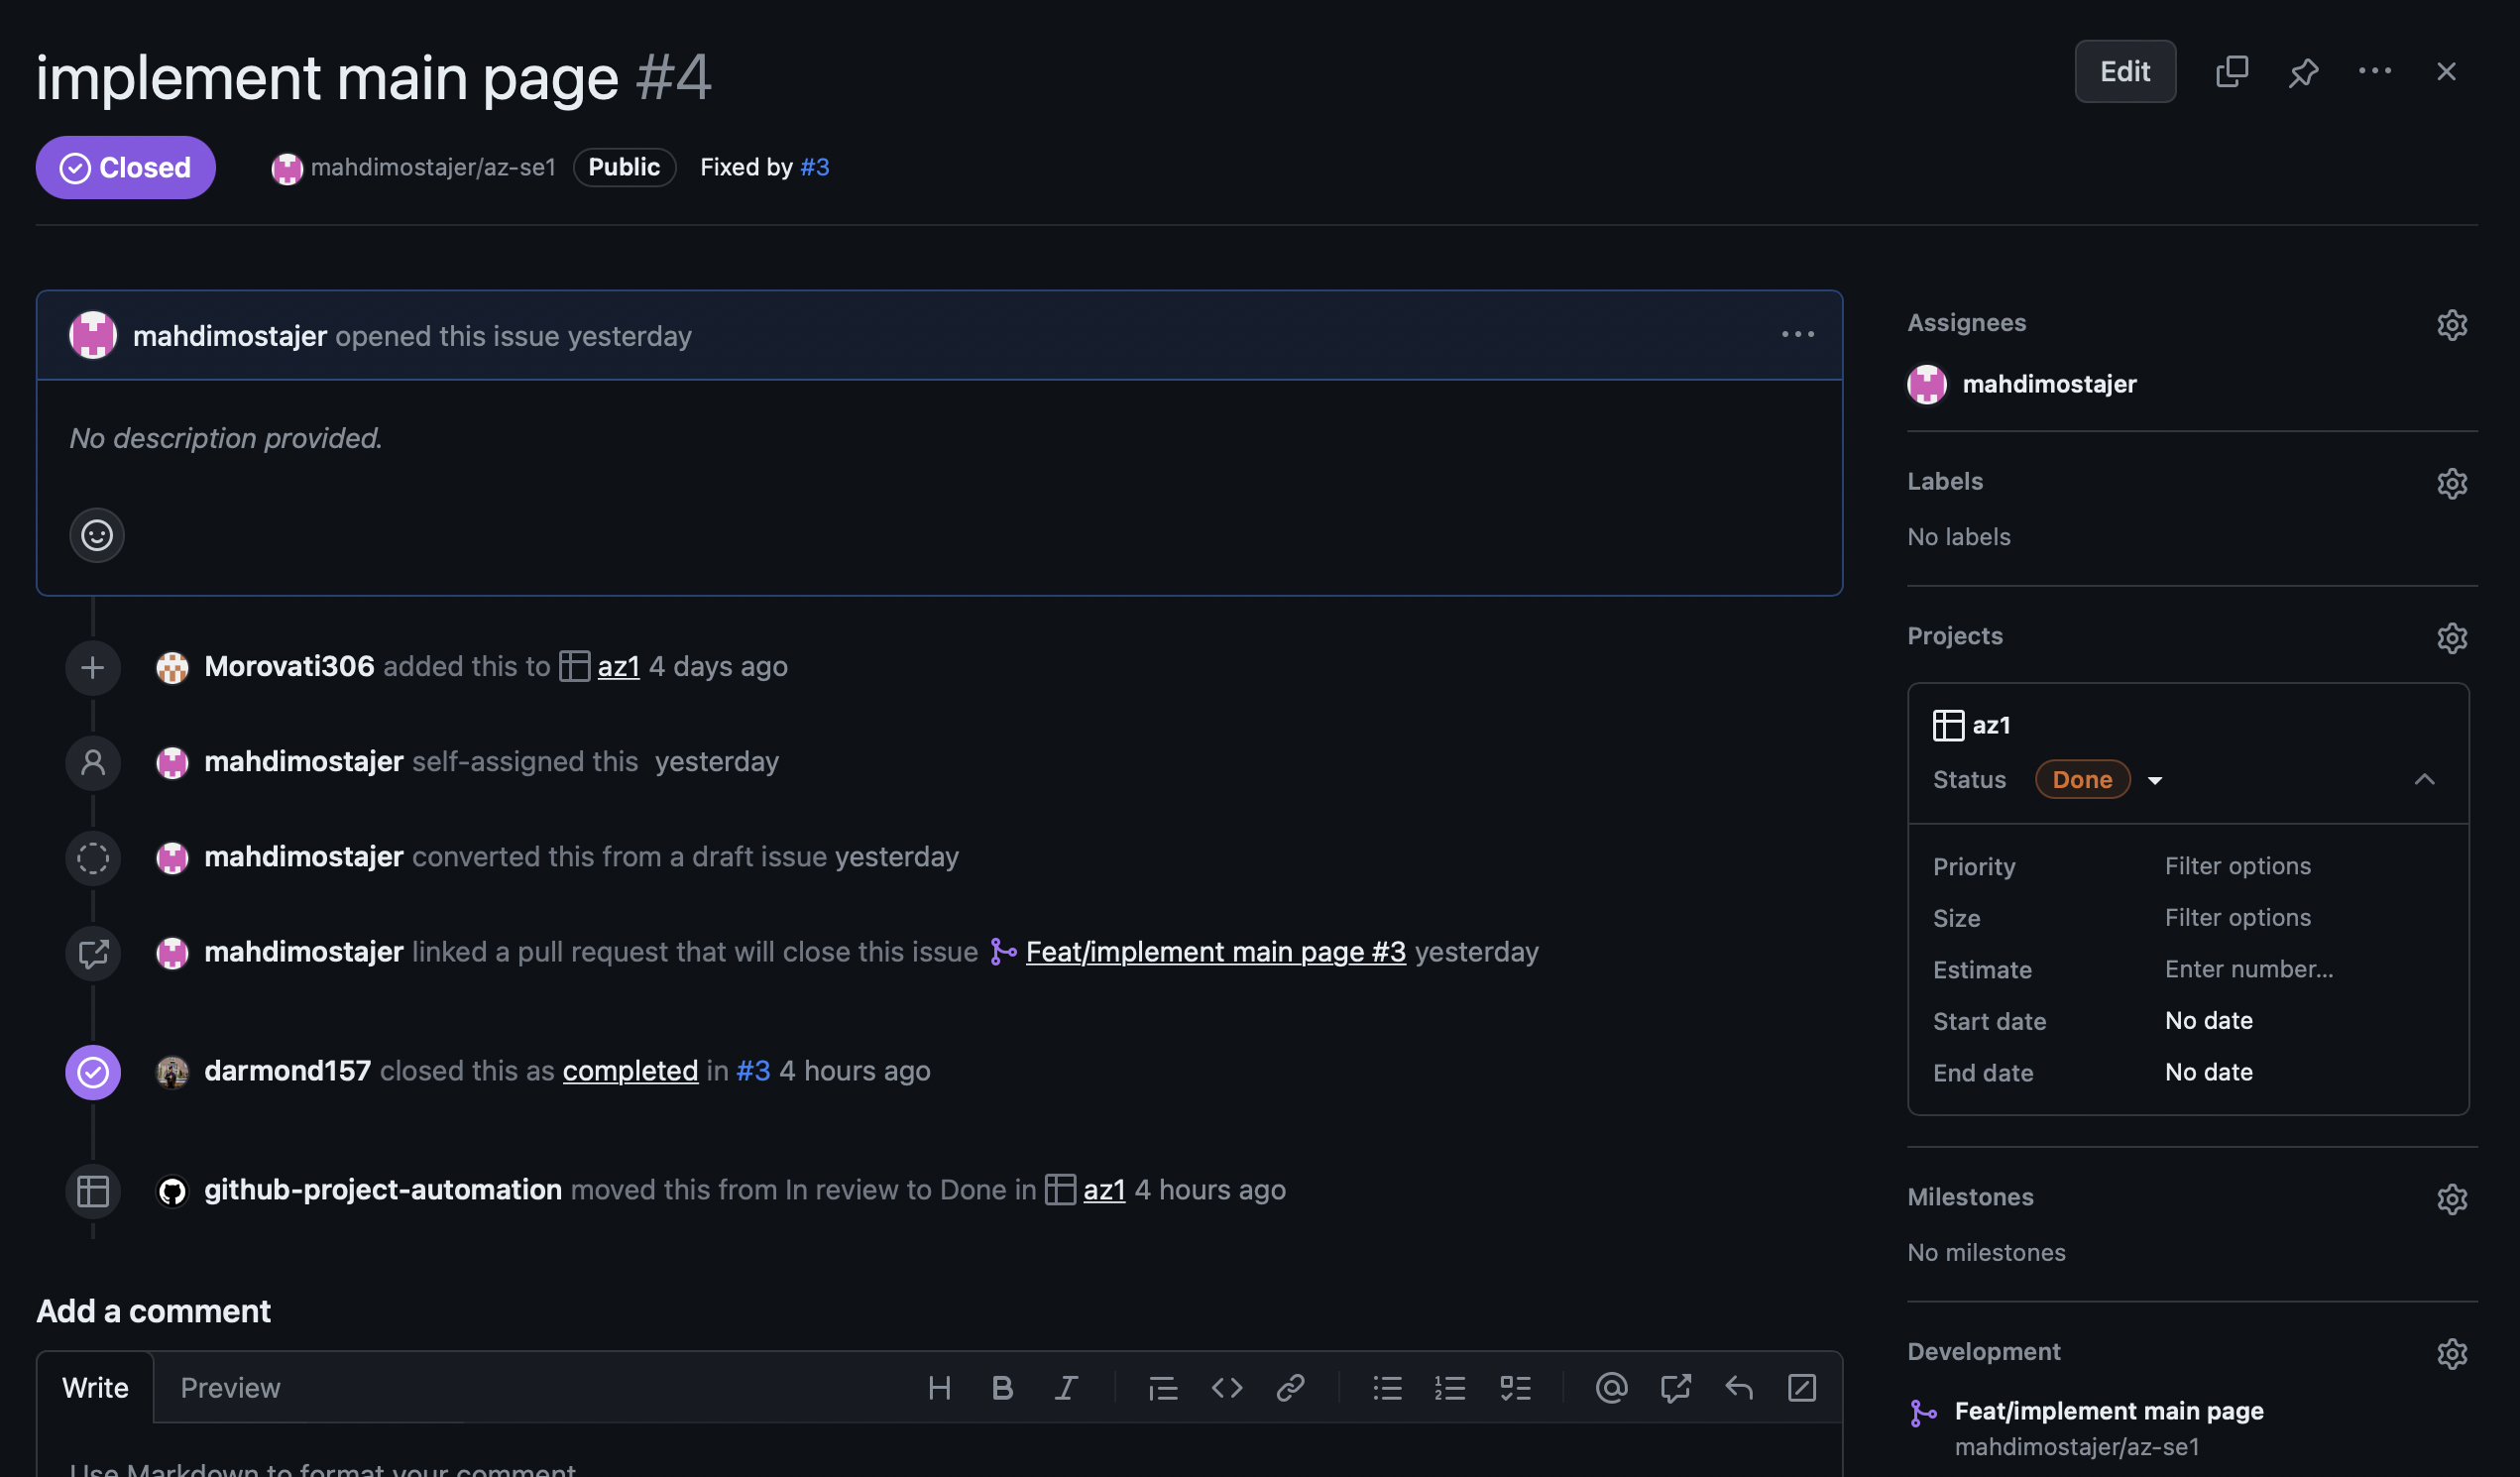 implement main page #4
Edit
Closed
mahdimostajer/az-se1 Public Fixed by #3
mahdimostajer opened this issue yesterday
No description provided.
Morovati306 added this to az1 4 days ago
mahdimostajer self-assigned this yesterday
mahdimostajer converted this from a draft issue yesterday
mahdimostajer linked a pull request that will close this issue Feat/implement main page #3 yesterday
darmond157 closed this as completed in #3 4 hours ago
github-project-automation moved this from In review to Done in az1 4 hours ago
Add a comment
Write Preview
Use Markdown to format your comment
Assignees
mahdimostajer
Labels
No labels
Projects
az1
Status Done
Priority Filter options
Size Filter options
Estimate Enter number...
Start date No date
End date No date
Milestones
No milestones
Development
Feat/implement main page
mahdimostajer/az-se1